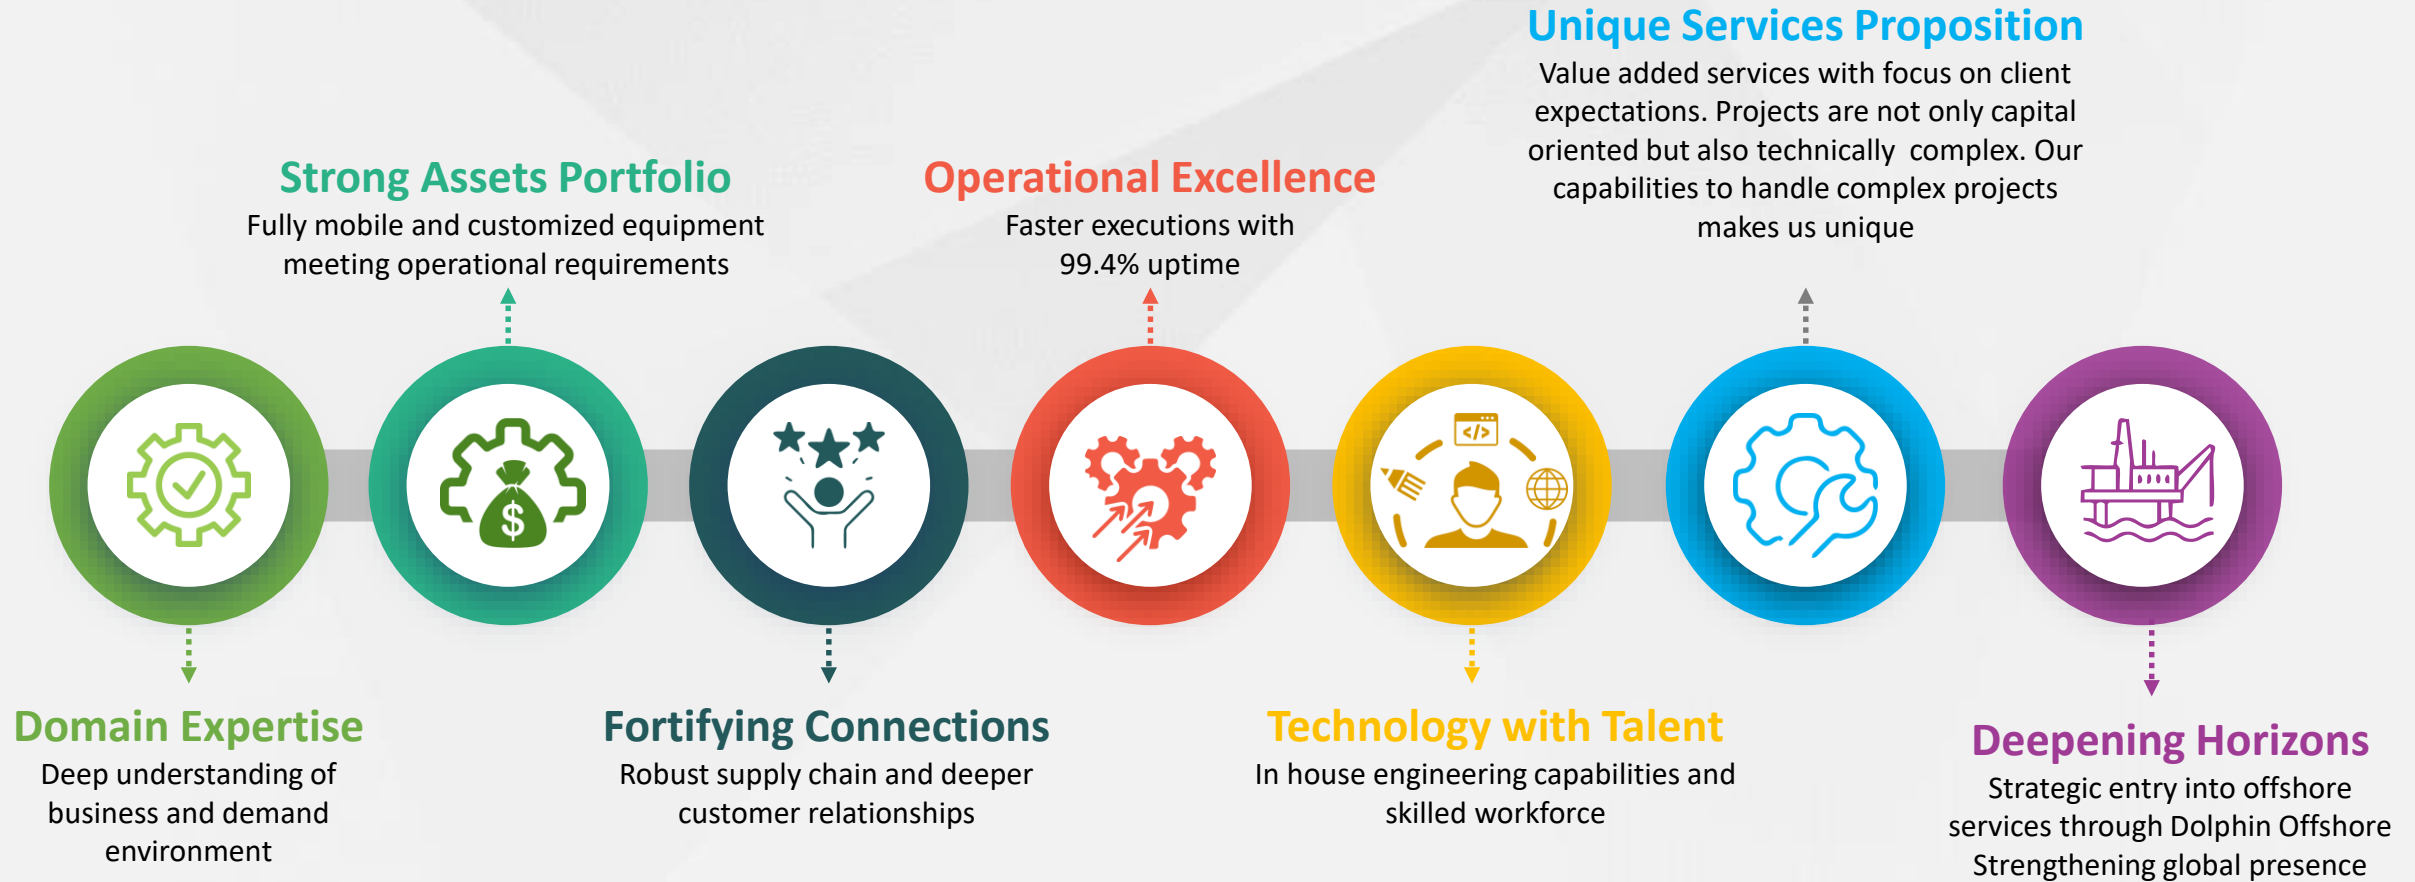 Unique Services Proposition
Value added services with focus on client
expectations. Projects are not only capital
oriented but also technically complex. Our
capabilities to handle complex projects
makes us unique
Strong Assets Portfolio
Fully mobile and customized equipment
meeting operational requirements
Operational Excellence
Faster executions with
99.4% uptime
$
</>
Domain Expertise
Deep understanding of
business and demand
environment
Fortifying Connections
Robust supply chain and deeper
customer relationships
Technology with Talent
In house engineering capabilities and
skilled workforce
Deepening Horizons
Strategic entry into offshore
services through Dolphin Offshore
Strengthening global presence